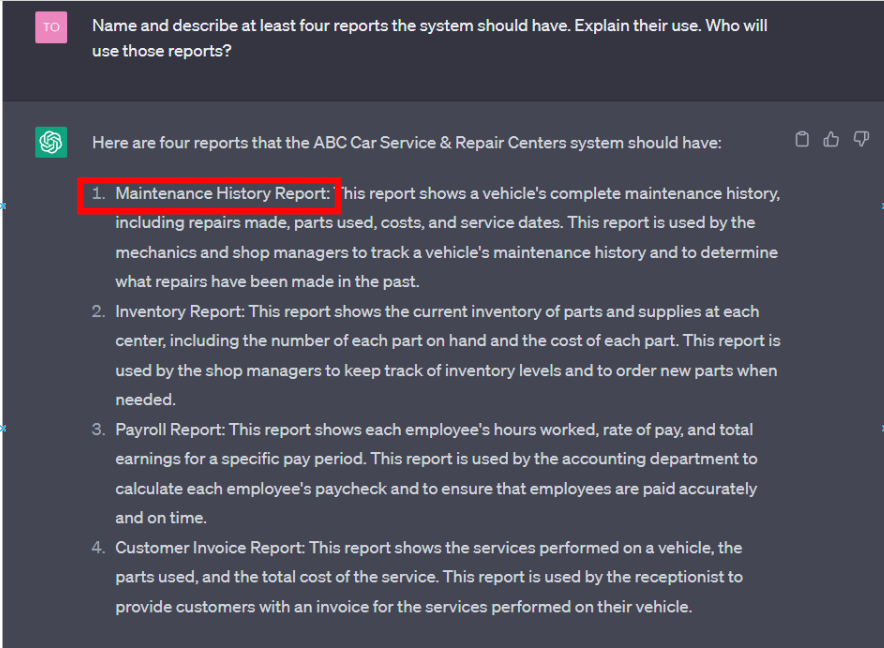 TO
Name and describe at least four reports the system should have. Explain their use. Who will
use those reports?
Here are four reports that the ABC Car Service & Repair Centers system should have:
1. Maintenance History Report: This report shows a vehicle's complete maintenance history,
including repairs made, parts used, costs, and service dates. This report is used by the
mechanics and shop managers to track a vehicle's maintenance history and to determine
what repairs have been made in the past.
2. Inventory Report: This report shows the current inventory of parts and supplies at each
center, including the number of each part on hand and the cost of each part. This report is
used by the shop managers to keep track of inventory levels and to order new parts when
needed.
3. Payroll Report: This report shows each employee's hours worked, rate of pay, and total
earnings for a specific pay period. This report is used by the accounting department to
calculate each employee's paycheck and to ensure that employees are paid accurately
and on time.
4. Customer Invoice Report: This report shows the services performed on a vehicle, the
parts used, and the total cost of the service. This report is used by the receptionist to
provide customers with an invoice for the services performed on their vehicle.